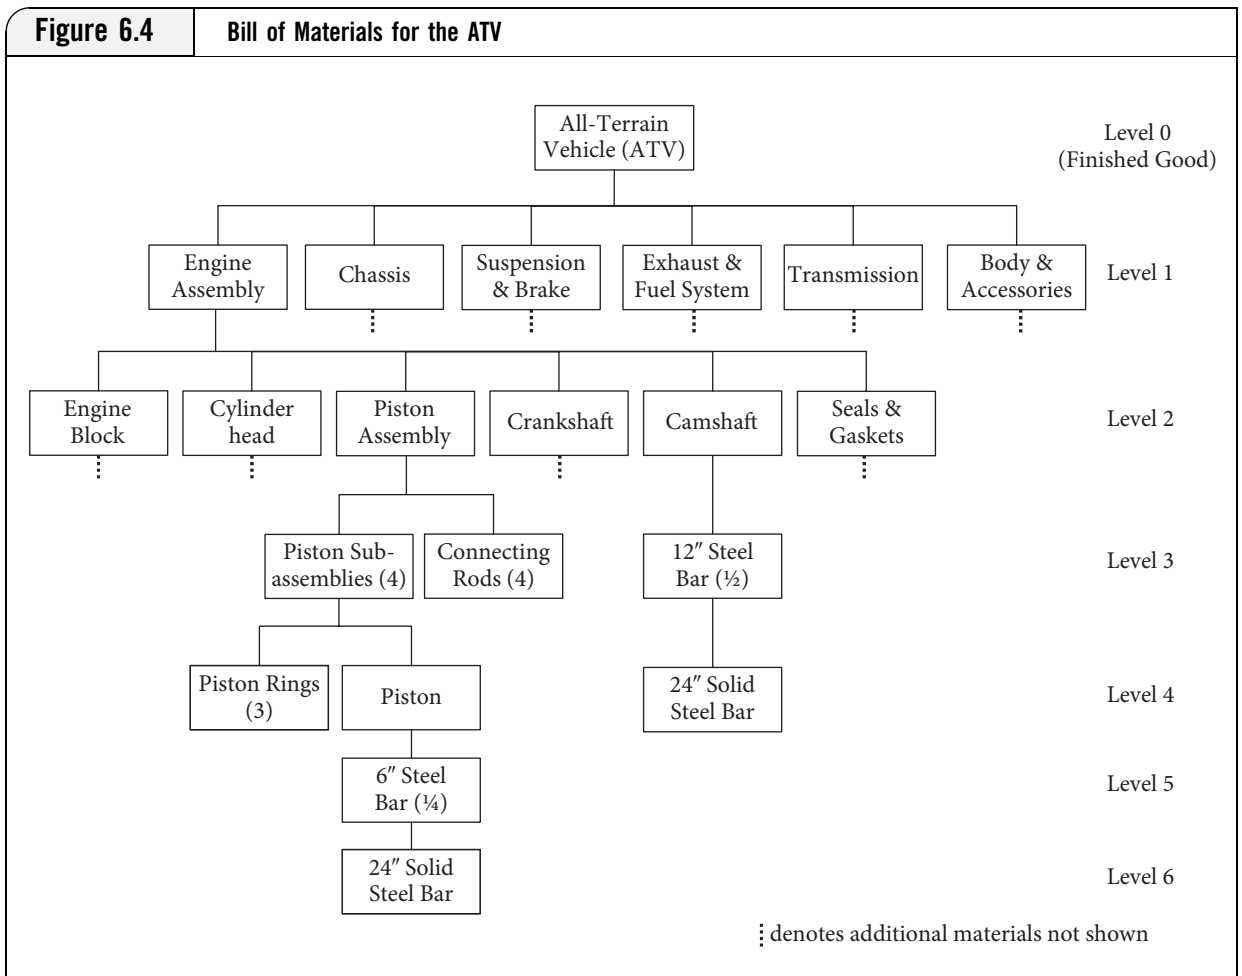 Figure 6.4
Bill of Materials for the ATV
All-Terrain
Vehicle (ATV)
Level 0
(Finished Good)
Engine
Assembly
Chassis
Suspension
& Brake
Exhaust &
Fuel System
Transmission
Body &
Accessories
Level 1
Engine
Block
Cylinder
head
Piston
Assembly
Crankshaft
Camshaft
Seals &
Gaskets
Level 2
Piston Sub-
assemblies (4)
Connecting
Rods (4)
12″ Steel
Bar (½)
Level 3
Piston Rings
(3)
Piston
24″ Solid
Steel Bar
Level 4
6″ Steel
Bar (¼)
Level 5
24″ Solid
Steel Bar
Level 6
denotes additional materials not shown